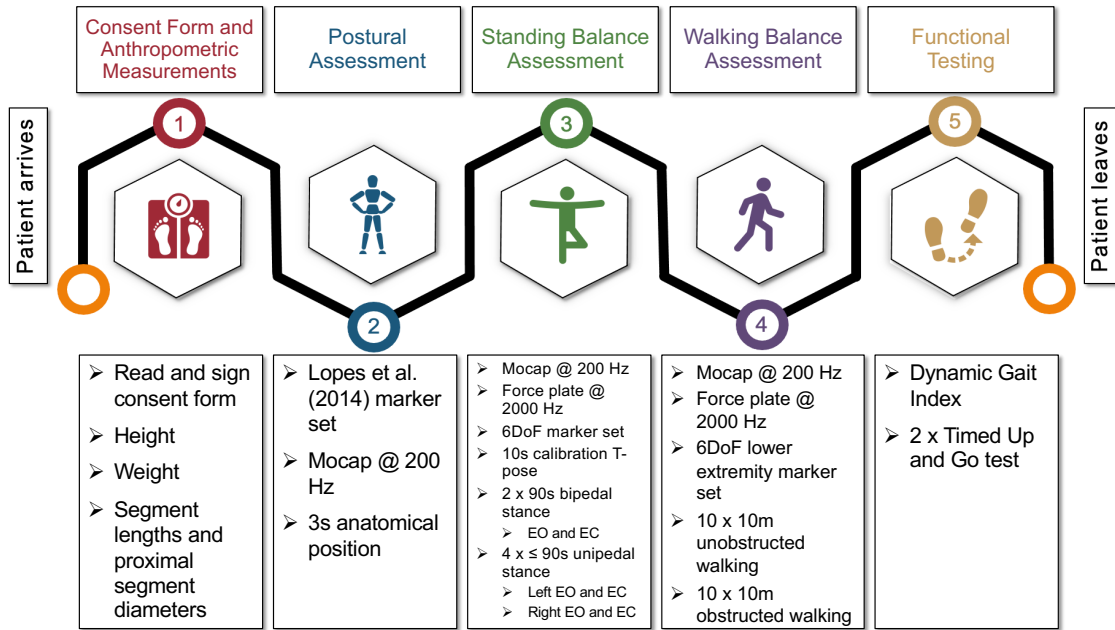 Consent Form and
Anthropometric
Measurements
Postural
Assessment
Standing Balance
Assessment
Walking Balance
Assessment
Functional
Testing
Patient arrives
1
2
3
4
5
Patient leaves
➢ Read and sign
consent form
➢ Height
➢ Weight
➢ Segment
lengths and
proximal
segment
diameters
➢ Lopes et al.
(2014) marker
set
➢ Mocap @ 200
Hz
➢ 3s anatomical
position
➢ Mocap @ 200 Hz
➢ Force plate @
2000 Hz
➢ 6DoF marker set
➢ 10s calibration T-
pose
➢ 2 x 90s bipedal
stance
➢ EO and EC
➢ 4 x ≤ 90s unipedal
stance
➢ Left EO and EC
➢ Right EO and EC
➢ Mocap @ 200 Hz
➢ Force plate @
2000 Hz
➢ 6DoF lower
extremity marker
set
➢ 10 x 10m
unobstructed
walking
➢ 10 x 10m
obstructed walking
➢ Dynamic Gait
Index
➢ 2 x Timed Up
and Go test